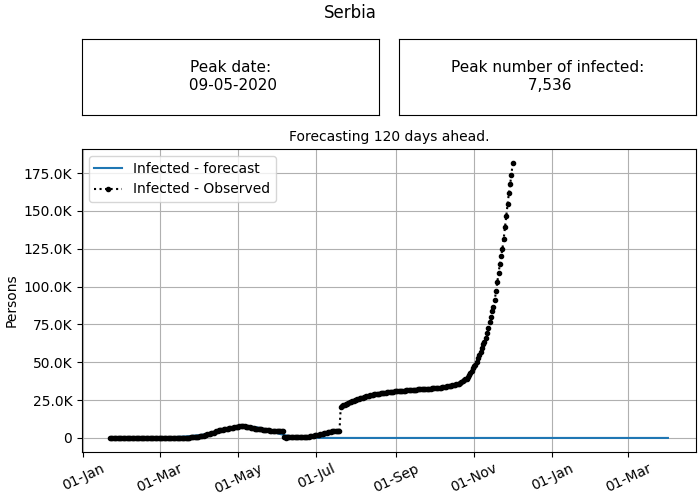 Serbia
Peak date:
09-05-2020
Peak number of infected:
7,536
Forecasting 120 days ahead.
Infected - forecast
Infected - Observed
Persons
175.0K
150.0K
125.0K
100.0K
75.0K
50.0K
25.0K
0
01-Jan
01-Mar
01-May
01-Jul
01-Sep
01-Nov
01-Jan
01-Mar